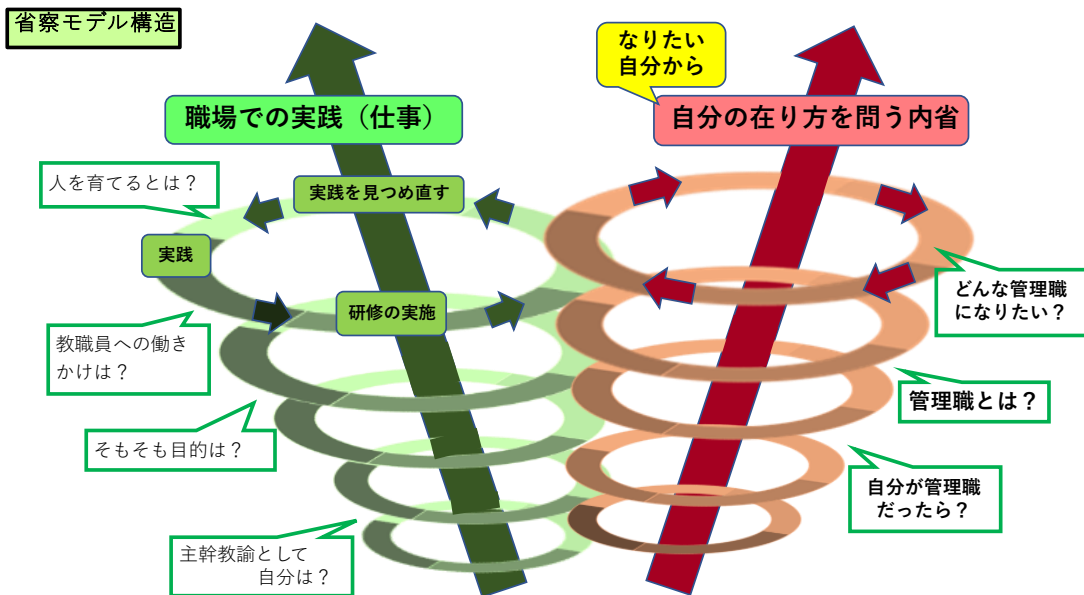 省察モデル構造
なりたい
自分から
職場での実践（仕事）
自分の在り方を問う内省
人を育てるとは？
実践を見つめ直す
実践
研修の実施
教職員への働き
かけは？
そもそも目的は？
主幹教諭として
自分は？
どんな管理職
になりたい？
管理職とは？
自分が管理職
だったら？